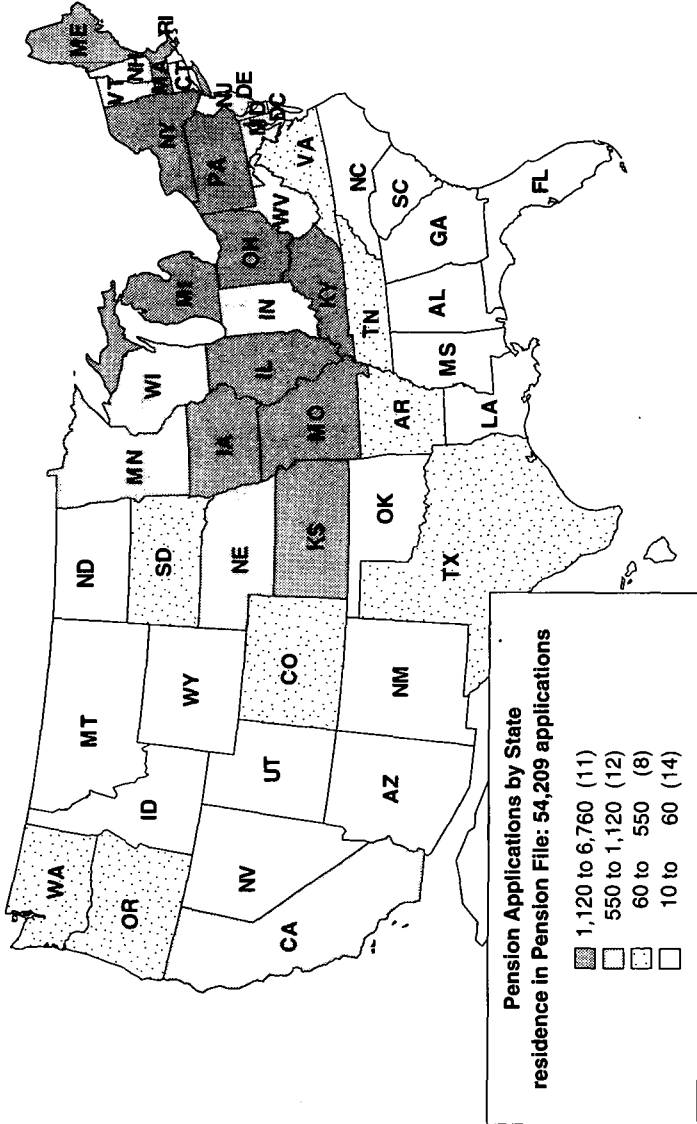 Pension Applications by State
residence in Pension File: 54,209 applications
1,120 to 6,760 (11)
550 to 1,120 (12)
60 to 550 (8)
10 to 60 (14)
WA
OR
CA
NV
ID
MT
WY
UT
AZ
CO
NM
ND
SD
NE
KS
OK
TX
MN
IA
MO
AR
LA
WI
IL
MI
IN
OH
KY
TN
MS
AL
GA
FL
SC
NC
VA
WV
PA
NY
VT
NH
ME
MA
RI
CT
NJ
DE
MD
DC